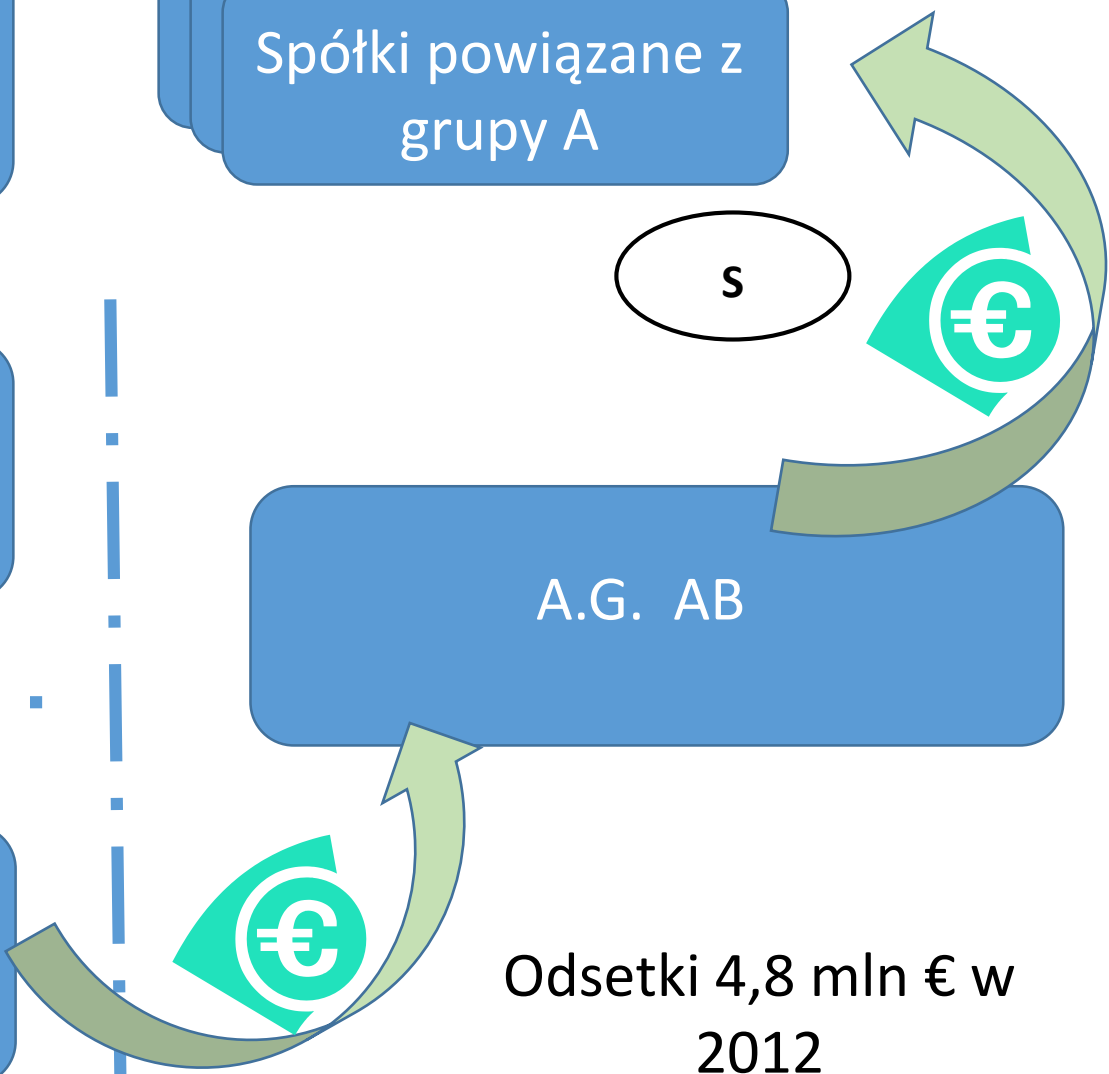 Spółki powiązane z
grupy A
S
€
A.G. AB
€
Odsetki 4,8 mln € w
2012